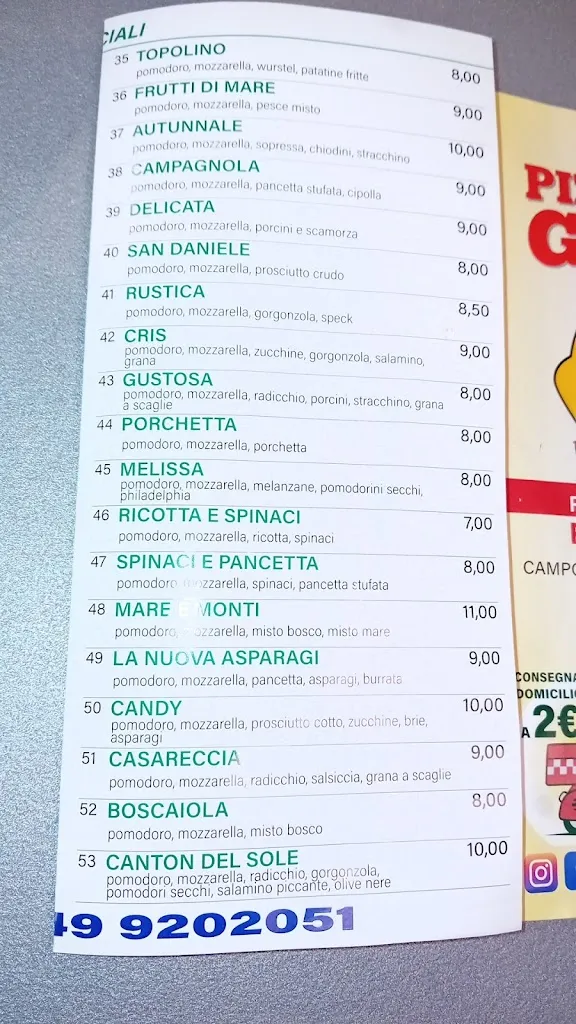 CIALI
35 TOPOLINO
pomodoro, mozzarella, wurstel, patatine fritte 8,00
36 FRUTTI DI MARE
pomodoro, mozzarella, pesce misto 9,00
37 AUTUNNALE
pomodoro, mozzarella, sopressa, chiodini, stracchino 10,00
38 CAMPAGNOLA
pomodoro, mozzarella, pancetta stufata, cipolla 9,00
39 DELICATA
pomodoro, mozzarella, porcini e scamorza 9,00
40 SAN DANIELE
pomodoro, mozzarella, prosciutto crudo 8,00
41 RUSTICA
pomodoro, mozzarella, gorgonzola, speck 8,50
42 CRIS
pomodoro, mozzarella, zucchine, gorgonzola, salamino, 9,00
grana
43 GUSTOSA
pomodoro, mozzarella, radicchio, porcini, stracchino, grana 8,00
a scaglie
44 PORCHETTA 8,00
pomodoro, mozzarella, porchetta
45 MELISSA 8,00
pomodoro, mozzarella, melanzane, pomodorini secchi,
philadelphia
46 RICOTTA E SPINACI 7,00
pomodoro, mozzarella, ricotta, spinaci
47 SPINACI E PANCETTA 8,00
pomodoro, mozzarella, spinaci, pancetta stufata
48 MARE E MONTI 11,00
pomodoro, mozzarella, misto bosco, misto mare
49 LA NUOVA ASPARAGI 9,00
pomodoro, mozzarella, pancetta, asparagi, burrata
50 CANDY 10,00
pomodoro, mozzarella, prosciutto cotto, zucchine, brie,
asparagi
51 CASARECCIA 9,00
pomodoro, mozzarella, radicchio, salsiccia, grana a scaglie
52 BOSCAIOLA 8,00
pomodoro, mozzarella, misto bosco
53 CANTON DEL SOLE 10,00
pomodoro, mozzarella, radicchio, gorgonzola,
pomodori secchi, salamino piccante, olive nere
49 9202051
PI
G
CAMPO
CONSEGNA
DOMICILIO
A 2€